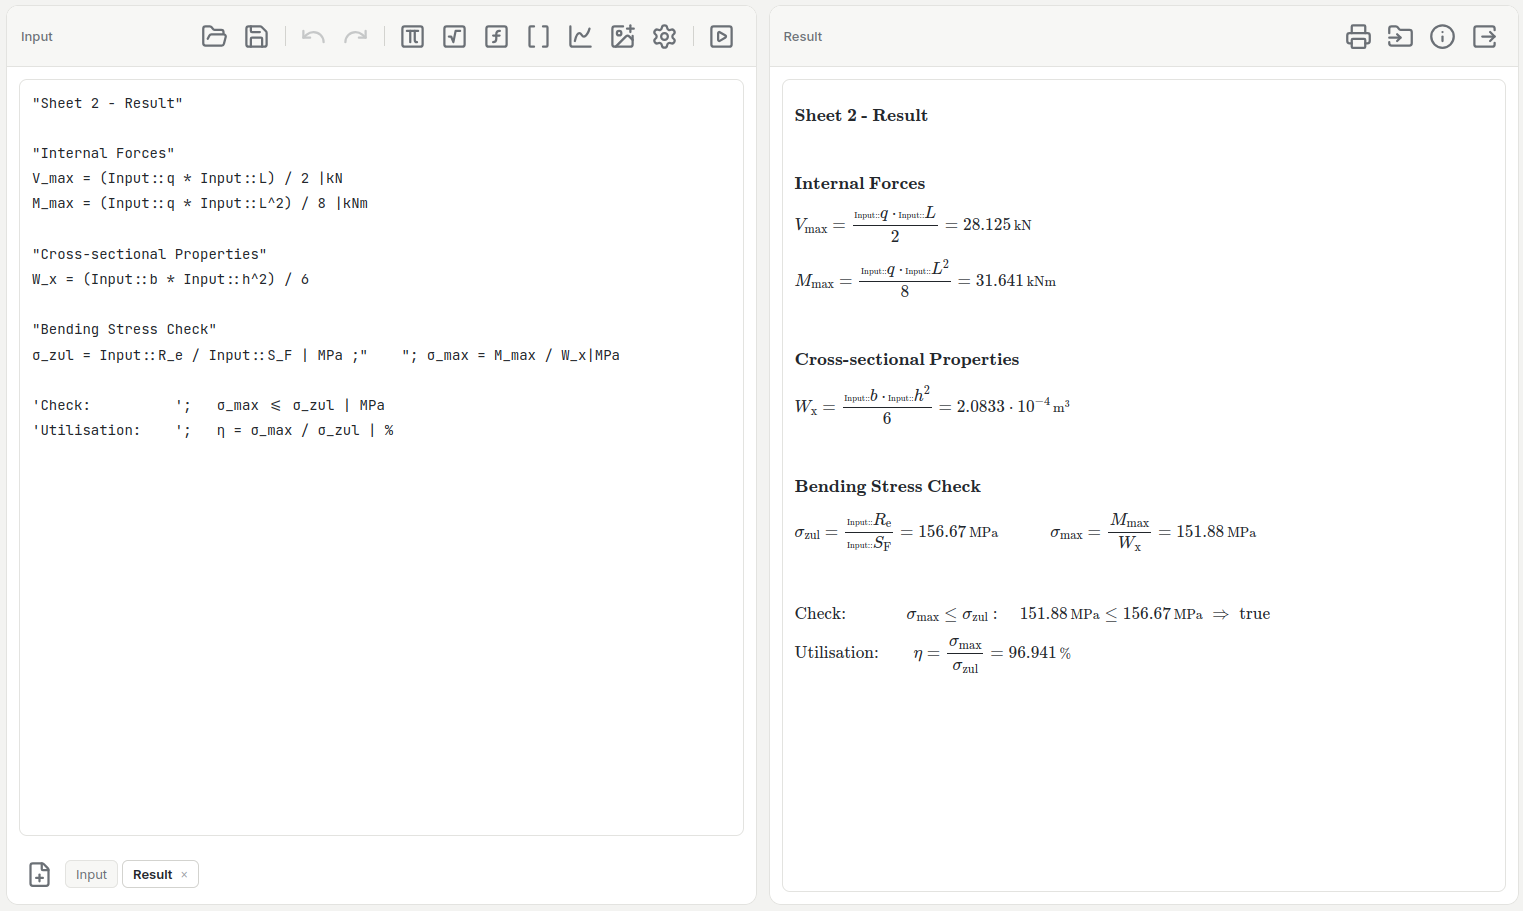 Input
"Sheet 2 - Result"
"Internal Forces"
V_max = (Input::q * Input::L) / 2 |kN
M_max = (Input::q * Input::L^2) / 8 |kNm
"Cross-sectional Properties"
W_x = (Input::b * Input::h^2) / 6
"Bending Stress Check"
σ_zul = Input::R_e / Input::S_F | MPa ;"    "; σ_max = M_max / W_x|MPa
'Check:          ';   σ_max ⩽ σ_zul | MPa
'Utilisation:    ';   η = σ_max / σ_zul | %
Input Result ×
Result
Sheet 2 - Result
Internal Forces
V_max = (Input::q · Input::L)/2 = 28.125 kN
M_max = (Input::q · Input::L²)/8 = 31.641 kNm
Cross-sectional Properties
W_x = (Input::b · Input::h²)/6 = 2.0833 · 10⁻⁴ m³
Bending Stress Check
σ_zul = Input::R_e/Input::S_F = 156.67 MPa    σ_max = M_max/W_x = 151.88 MPa
Check:    σ_max ≤ σ_zul :    151.88 MPa ≤ 156.67 MPa ⇒ true
Utilisation:    η = σ_max/σ_zul = 96.941 %